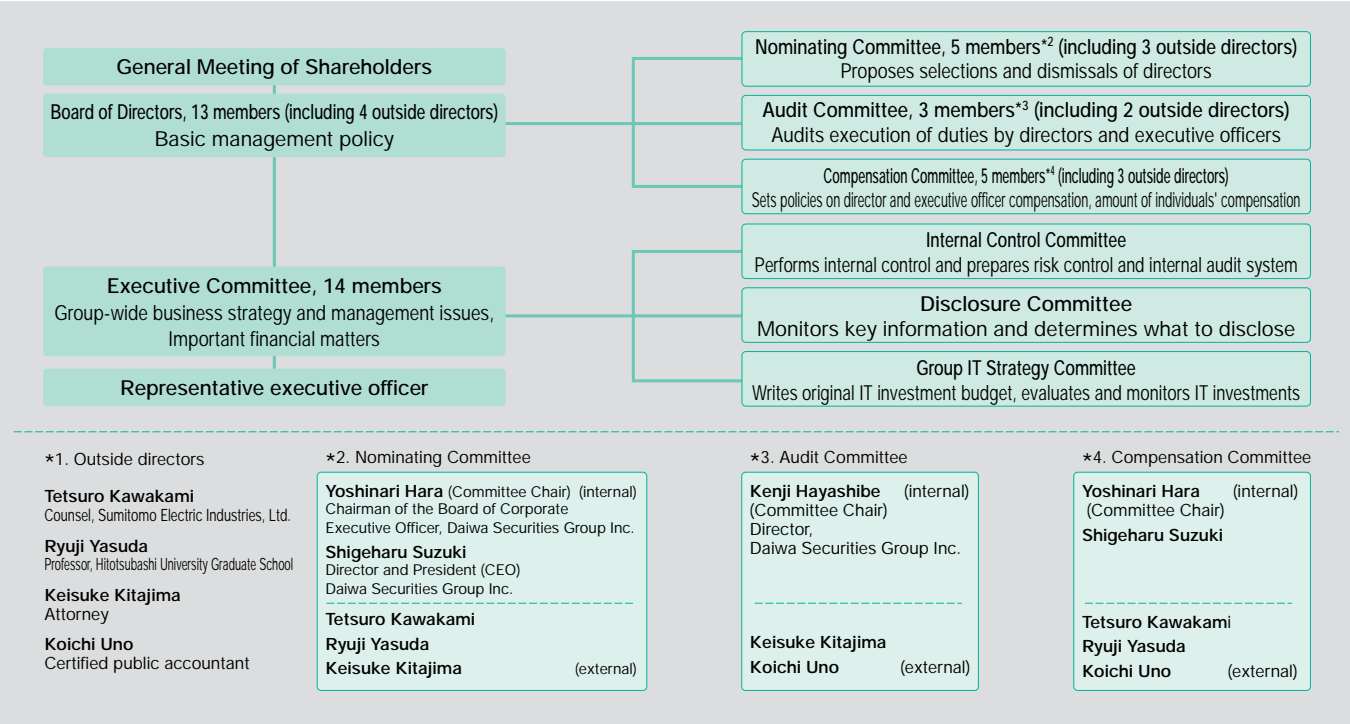 General Meeting of Shareholders
Board of Directors, 13 members (including 4 outside directors)
Basic management policy
Executive Committee, 14 members
Group-wide business strategy and management issues,
Important financial matters
Representative executive officer
Nominating Committee, 5 members*2 (including 3 outside directors)
Proposes selections and dismissals of directors
Audit Committee, 3 members*3 (including 2 outside directors)
Audits execution of duties by directors and executive officers
Compensation Committee, 5 members*4 (including 3 outside directors)
Sets policies on director and executive officer compensation, amount of individuals' compensation
Internal Control Committee
Performs internal control and prepares risk control and internal audit system
Disclosure Committee
Monitors key information and determines what to disclose
Group IT Strategy Committee
Writes original IT investment budget, evaluates and monitors IT investments
*1. Outside directors
Tetsuro Kawakami
Counsel, Sumitomo Electric Industries, Ltd.
Ryuji Yasuda
Professor, Hitotsubashi University Graduate School
Keisuke Kitajima
Attorney
Koichi Uno
Certified public accountant
*2. Nominating Committee
Yoshinari Hara (Committee Chair) (internal)
Chairman of the Board of Corporate
Executive Officer, Daiwa Securities Group Inc.
Shigeharu Suzuki
Director and President (CEO)
Daiwa Securities Group Inc.
Tetsuro Kawakami
Ryuji Yasuda
Keisuke Kitajima (external)
*3. Audit Committee
Kenji Hayashibe (internal)
(Committee Chair)
Director,
Daiwa Securities Group Inc.
Keisuke Kitajima
Koichi Uno (external)
*4. Compensation Committee
Yoshinari Hara (internal)
(Committee Chair)
Shigeharu Suzuki
Tetsuro Kawakami
Ryuji Yasuda
Koichi Uno (external)